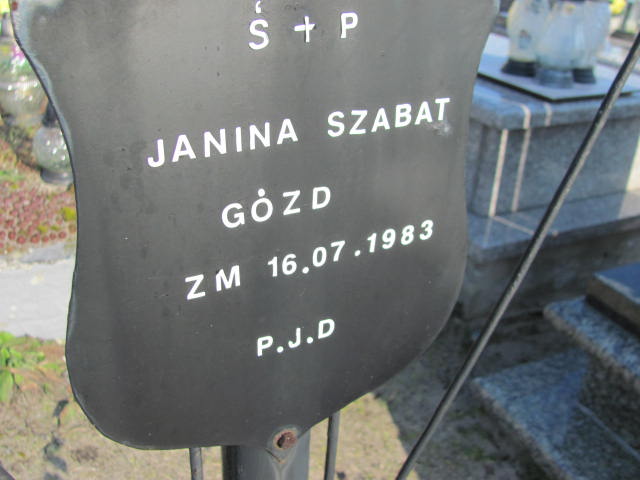 Ś + P
JANINA SZABAT
GÓZD
ZM 16.07.1983
P.J.D